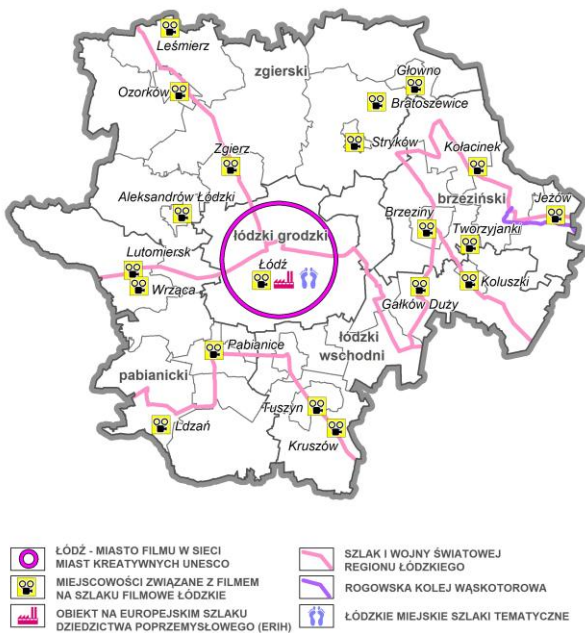 Leśmierz
zgierski
Głowno
Ozorków
Bratoszewice
Stryków
Zgierz
Kołacinek
Aleksandrów Łódzki
brzeziński
Jeżów
Brzeziny
łódzki grodzki
Tworzyjanki
Lutomiersk
Łódź
Koluszki
Wrząca
Gałków Duży
łódzki
wschodni
Pabianice
pabianicki
Tuszyn
Ldzań
Kruszów
ŁÓDŹ - MIASTO FILMU W SIECI
MIAST KREATYWNYCH UNESCO
MIEJSCOWOŚCI ZWIĄZANE Z FILMEM
NA SZLAKU FILMOWE ŁÓDZKIE
OBIEKT NA EUROPEJSKIM SZLAKU
DZIEDZICTWA POPRZEMYSŁOWEGO (ERIH)
SZLAK I WOJNY ŚWIATOWEJ
REGIONU ŁÓDZKIEGO
ROGOWSKA KOLEJ WĄSKOTOROWA
ŁÓDZKIE MIEJSKIE SZLAKI TEMATYCZNE